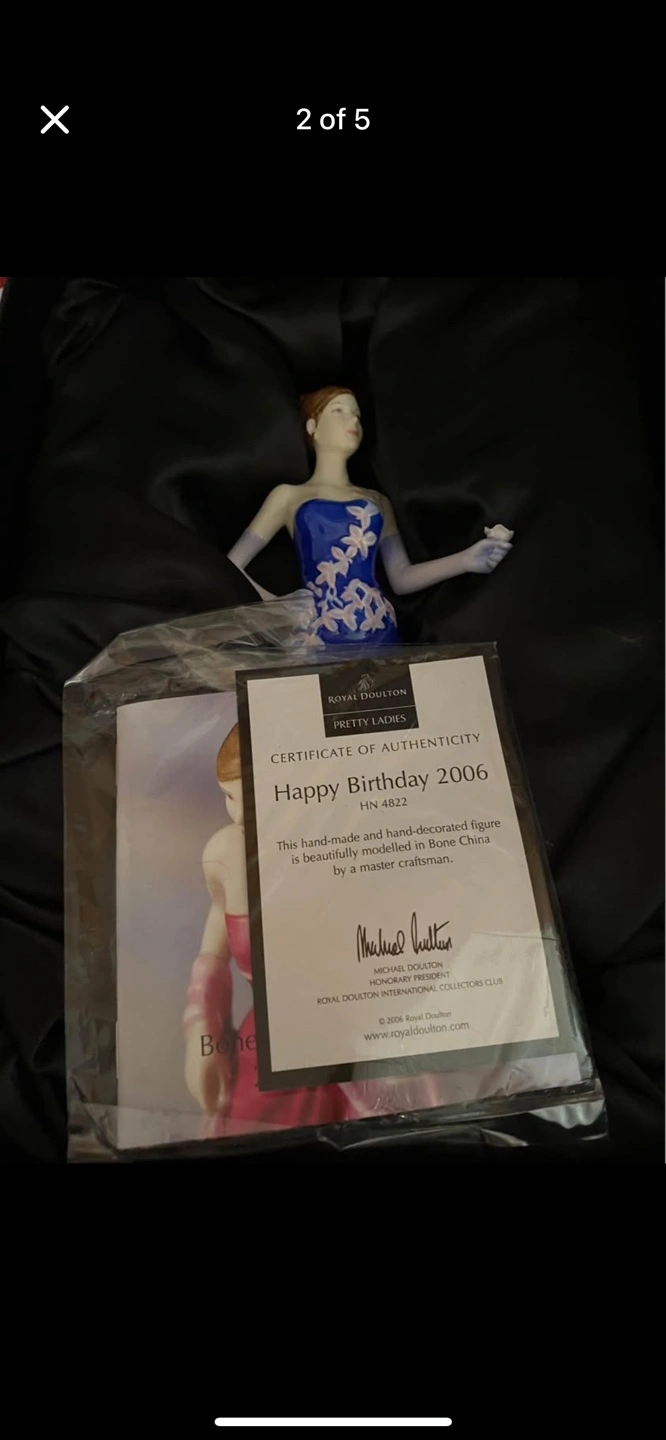 2 of 5
ROYAL DOULTON
PRETTY LADIES
CERTIFICATE OF AUTHENTICITY
Happy Birthday 2006
HN 4822
This hand-made and hand-decorated figure
is beautifully modelled in Bone China
by a master craftsman.
Michael Doulton
MICHAEL DOULTON
HONORARY PRESIDENT
ROYAL DOULTON INTERNATIONAL COLLECTORS CLUB
© 2006 Royal Doulton
www.royaldoulton.com
Bone